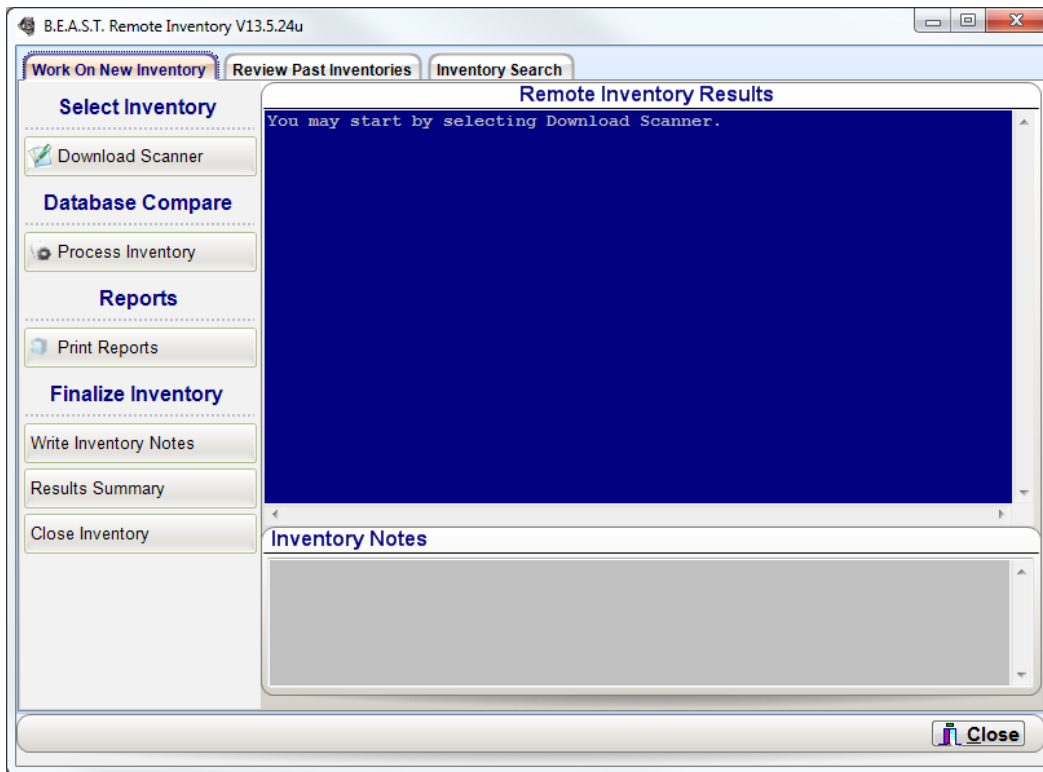 B.E.A.S.T. Remote Inventory V13.5.24u
Work On New Inventory
Review Past Inventories
Inventory Search
Select Inventory
Download Scanner
Database Compare
Process Inventory
Reports
Print Reports
Finalize Inventory
Write Inventory Notes
Results Summary
Close Inventory
Remote Inventory Results
You may start by selecting Download Scanner.
Inventory Notes
Close